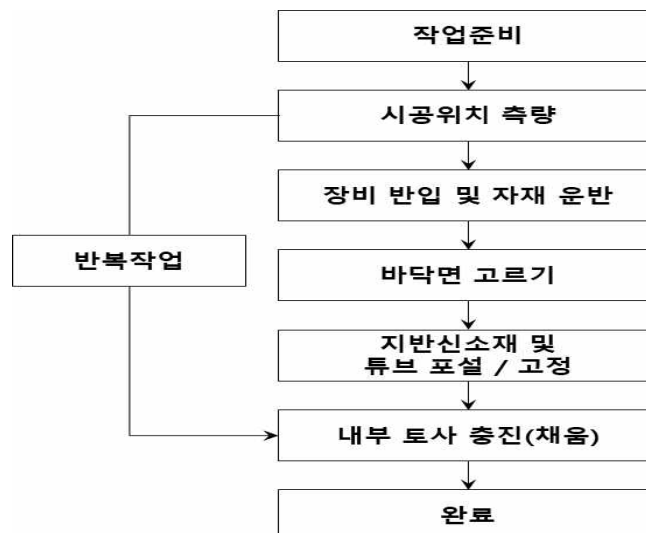 작업준비
시공위치 측량
장비 반입 및 자재 운반
반복작업
바닥면 고르기
지반신소재 및
튜브 포설 / 고정
내부 토사 충진(채움)
완료